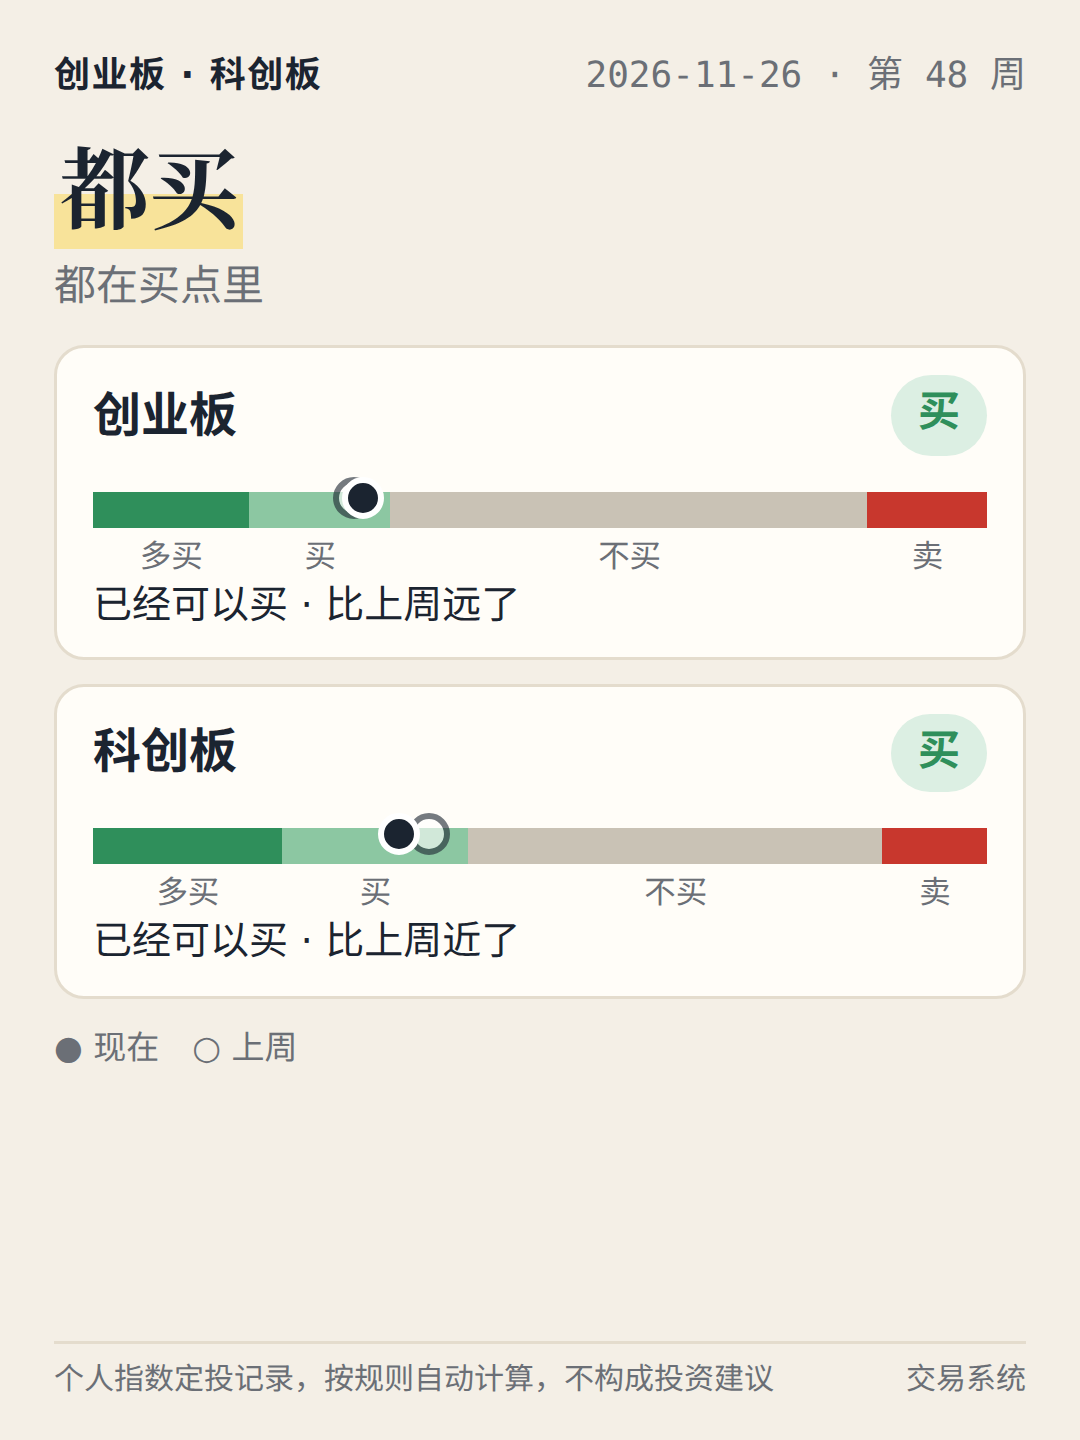 创业板 · 科创板
2026-11-26 · 第 48 周
都买
都在买点里
创业板
买
多买 买 不买 卖
已经可以买 · 比上周远了
科创板
买
多买 买 不买 卖
已经可以买 · 比上周近了
● 现在 ○ 上周
个人指数定投记录，按规则自动计算，不构成投资建议
交易系统